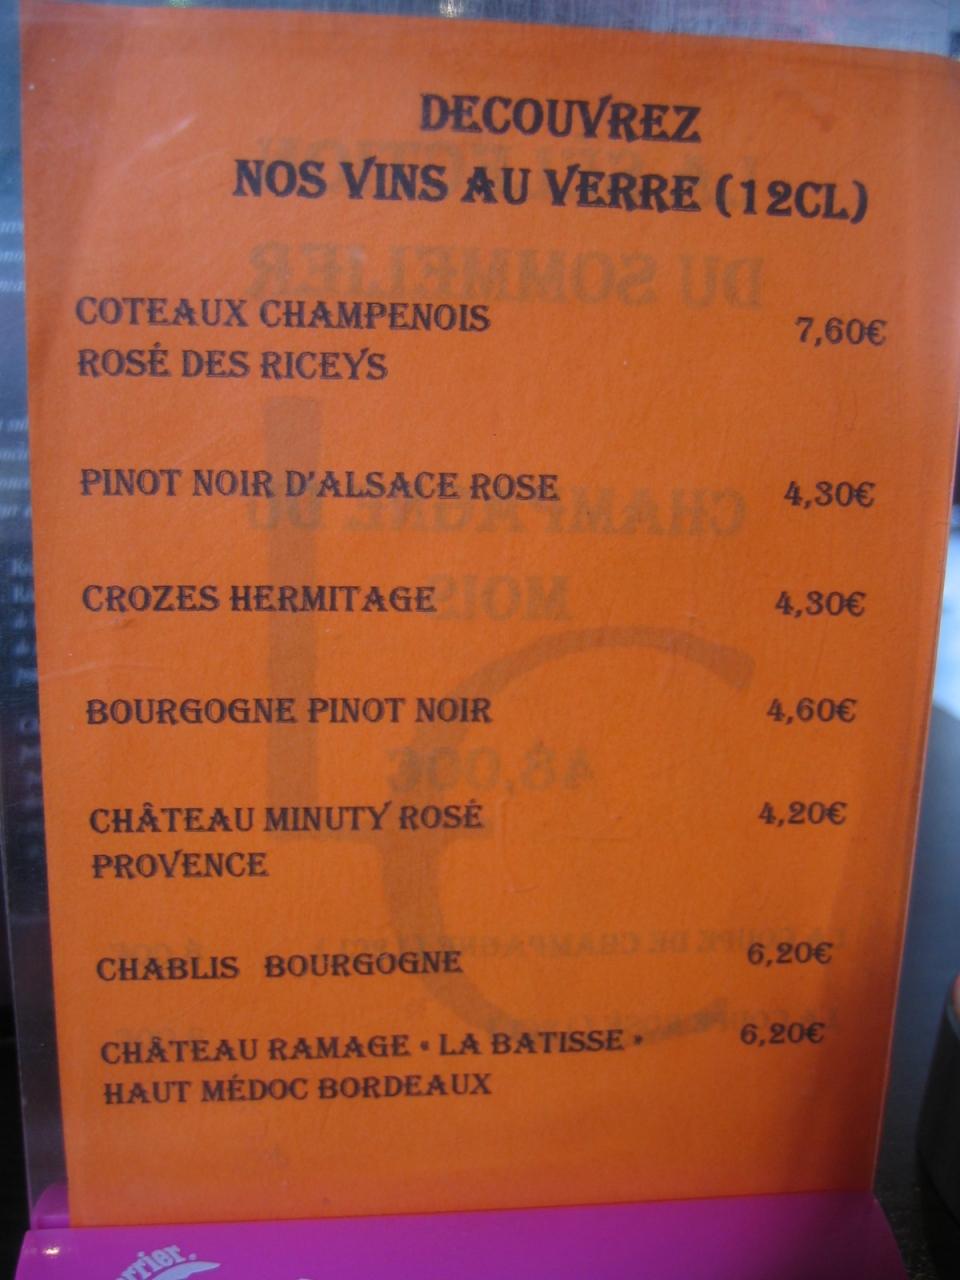 DECOUVREZ
NOS VINS AU VERRE (12CL)
COTEAUX CHAMPENOIS 7,60€
ROSÉ DES RICEYS
PINOT NOIR D'ALSACE ROSE 4,30€
CROZES HERMITAGE 4,30€
BOURGOGNE PINOT NOIR 4,60€
CHÂTEAU MINUTY ROSÉ 4,20€
PROVENCE
CHABLIS BOURGOGNE 6,20€
CHÂTEAU RAMAGE « LA BATISSE » 6,20€
HAUT MÉDOC BORDEAUX